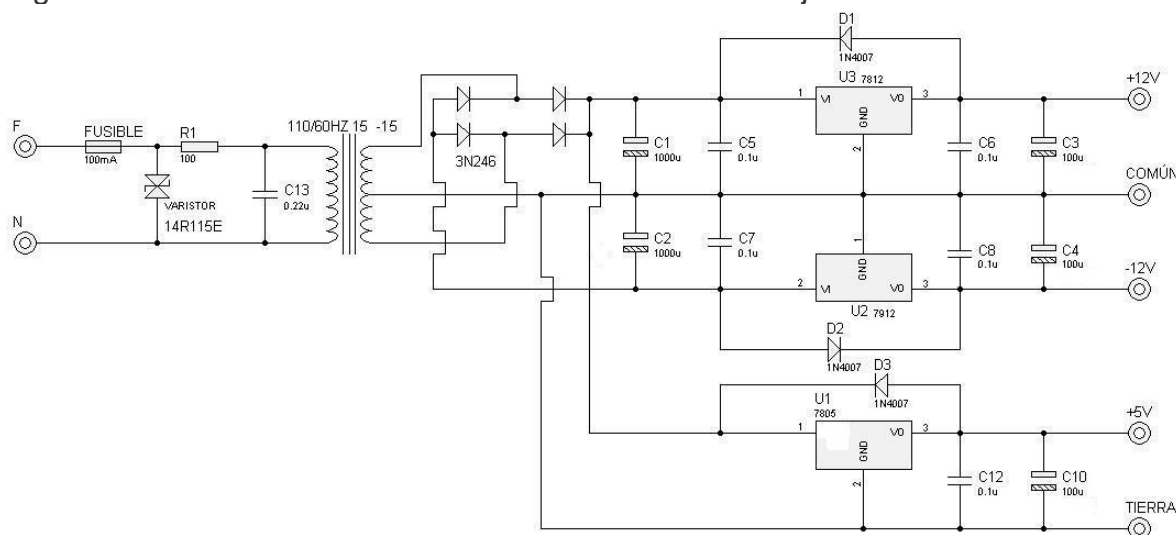 D1
1N4007
U3 7812
1
VI
VO
3
GND
2
+12V
F
FUSIBLE
100mA
R1
100
110/60HZ 15 -15
3N246
C1
1000u
C5
0.1u
C6
0.1u
C3
100u
COMÚN
VARISTOR
14R115E
C13
0.22u
N
C2
1000u
C7
0.1u
1
GND
2
VI
VO
3
U2 7912
C8
0.1u
C4
100u
-12V
D2
1N4007
D3
1N4007
U1
7805
1
VO
3
GND
2
+5V
C12
0.1u
C10
100u
TIERRA